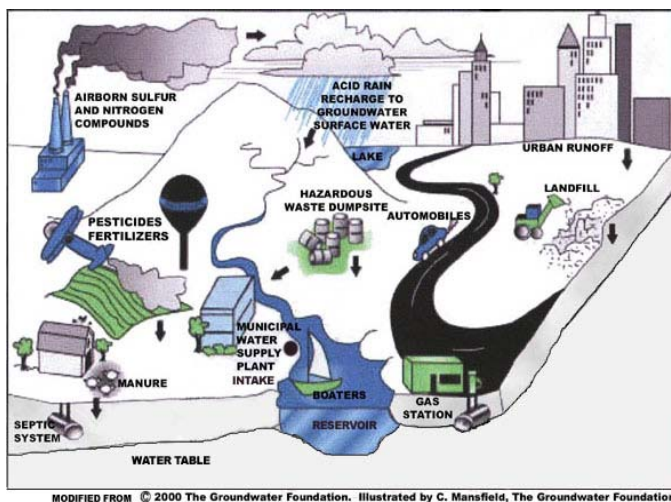 AIRBORN SULFUR
AND NITROGEN
COMPOUNDS
ACID RAIN
RECHARGE TO
GROUNDWATER
SURFACE WATER
URBAN RUNOFF
LAKE
HAZARDOUS
WASTE DUMPSITE
LANDFILL
AUTOMOBILES
PESTICIDES
FERTILIZERS
MUNICIPAL
WATER
SUPPLY
PLANT
INTAKE
MANURE
BOATERS
GAS
STATION
SEPTIC
SYSTEM
RESERVOIR
WATER TABLE
MODIFIED FROM © 2000 The Groundwater Foundation. Illustrated by C. Mansfield, The Groundwater Foundation